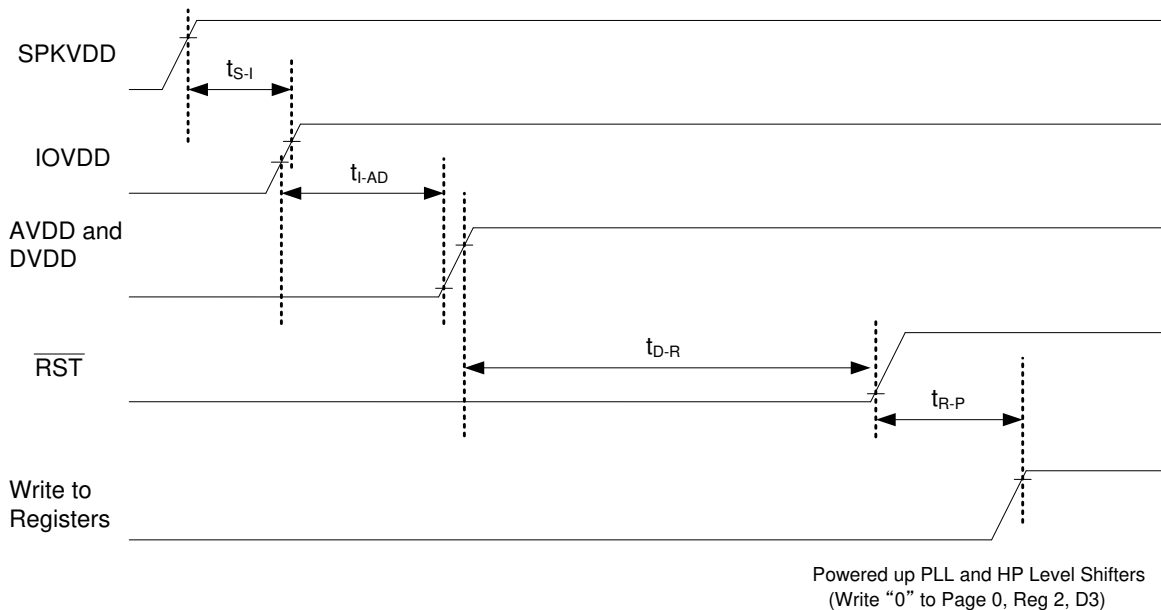 SPKVDD
tS-I
IOVDD
tI-AD
AVDD and
DVDD
tD-R
RST
tR-P
Write to
Registers
Powered up PLL and HP Level Shifters
(Write “0” to Page 0, Reg 2, D3)